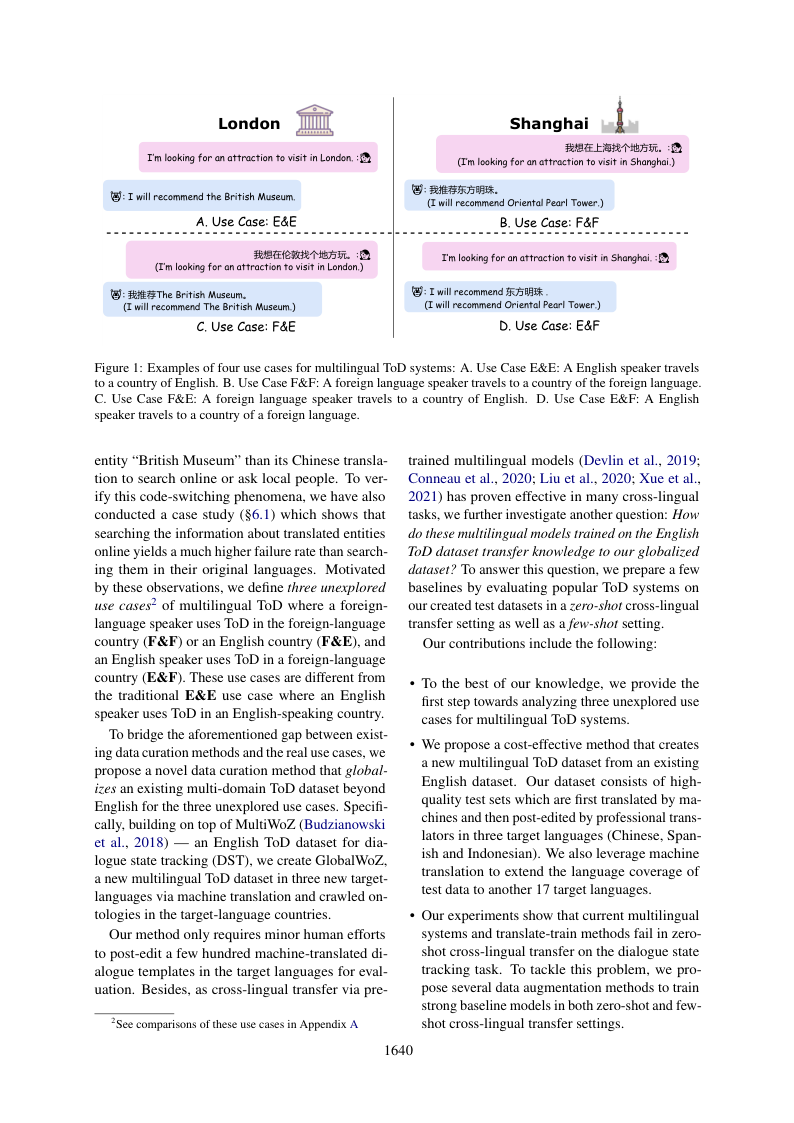 London
I'm looking for an attraction to visit in London. :
: I will recommend the British Museum.
A. Use Case: E&E
Shanghai
我想在上海找个地方玩。:
(I'm looking for an attraction to visit in Shanghai.)
: 我推荐东方明珠。
(I will recommend Oriental Pearl Tower.)
B. Use Case: F&F
我想在伦敦找个地方玩。:
(I'm looking for an attraction to visit in London.)
: 我推荐The British Museum。
(I will recommend The British Museum.)
C. Use Case: F&E
I'm looking for an attraction to visit in Shanghai. :
: I will recommend 东方明珠 .
(I will recommend Oriental Pearl Tower.)
D. Use Case: E&F
Figure 1: Examples of four use cases for multilingual ToD systems: A. Use Case E&E: A English speaker travels
to a country of English. B. Use Case F&F: A foreign language speaker travels to a country of the foreign language.
C. Use Case F&E: A foreign language speaker travels to a country of English. D. Use Case E&F: A English
speaker travels to a country of a foreign language.
entity “British Museum” than its Chinese transla-
tion to search online or ask local people. To ver-
ify this code-switching phenomena, we have also
conducted a case study (§6.1) which shows that
searching the information about translated entities
online yields a much higher failure rate than search-
ing them in their original languages. Motivated
by these observations, we define three unexplored
use cases2 of multilingual ToD where a foreign-
language speaker uses ToD in the foreign-language
country (F&F) or an English country (F&E), and
an English speaker uses ToD in a foreign-language
country (E&F). These use cases are different from
the traditional E&E use case where an English
speaker uses ToD in an English-speaking country.
To bridge the aforementioned gap between exist-
ing data curation methods and the real use cases, we
propose a novel data curation method that global-
izes an existing multi-domain ToD dataset beyond
English for the three unexplored use cases. Specifi-
cally, building on top of MultiWoZ (Budzianowski
et al., 2018) — an English ToD dataset for dia-
logue state tracking (DST), we create GlobalWoZ,
a new multilingual ToD dataset in three new target-
languages via machine translation and crawled on-
tologies in the target-language countries.
Our method only requires minor human efforts
to post-edit a few hundred machine-translated di-
alogue templates in the target languages for eval-
uation. Besides, as cross-lingual transfer via pre-
2See comparisons of these use cases in Appendix A
trained multilingual models (Devlin et al., 2019;
Conneau et al., 2020; Liu et al., 2020; Xue et al.,
2021) has proven effective in many cross-lingual
tasks, we further investigate another question: How
do these multilingual models trained on the English
ToD dataset transfer knowledge to our globalized
dataset? To answer this question, we prepare a few
baselines by evaluating popular ToD systems on
our created test datasets in a zero-shot cross-lingual
transfer setting as well as a few-shot setting.
Our contributions include the following:
• To the best of our knowledge, we provide the
first step towards analyzing three unexplored use
cases for multilingual ToD systems.
• We propose a cost-effective method that creates
a new multilingual ToD dataset from an existing
English dataset. Our dataset consists of high-
quality test sets which are first translated by ma-
chines and then post-edited by professional trans-
lators in three target languages (Chinese, Span-
ish and Indonesian). We also leverage machine
translation to extend the language coverage of
test data to another 17 target languages.
• Our experiments show that current multilingual
systems and translate-train methods fail in zero-
shot cross-lingual transfer on the dialogue state
tracking task. To tackle this problem, we pro-
pose several data augmentation methods to train
strong baseline models in both zero-shot and few-
shot cross-lingual transfer settings.
1640